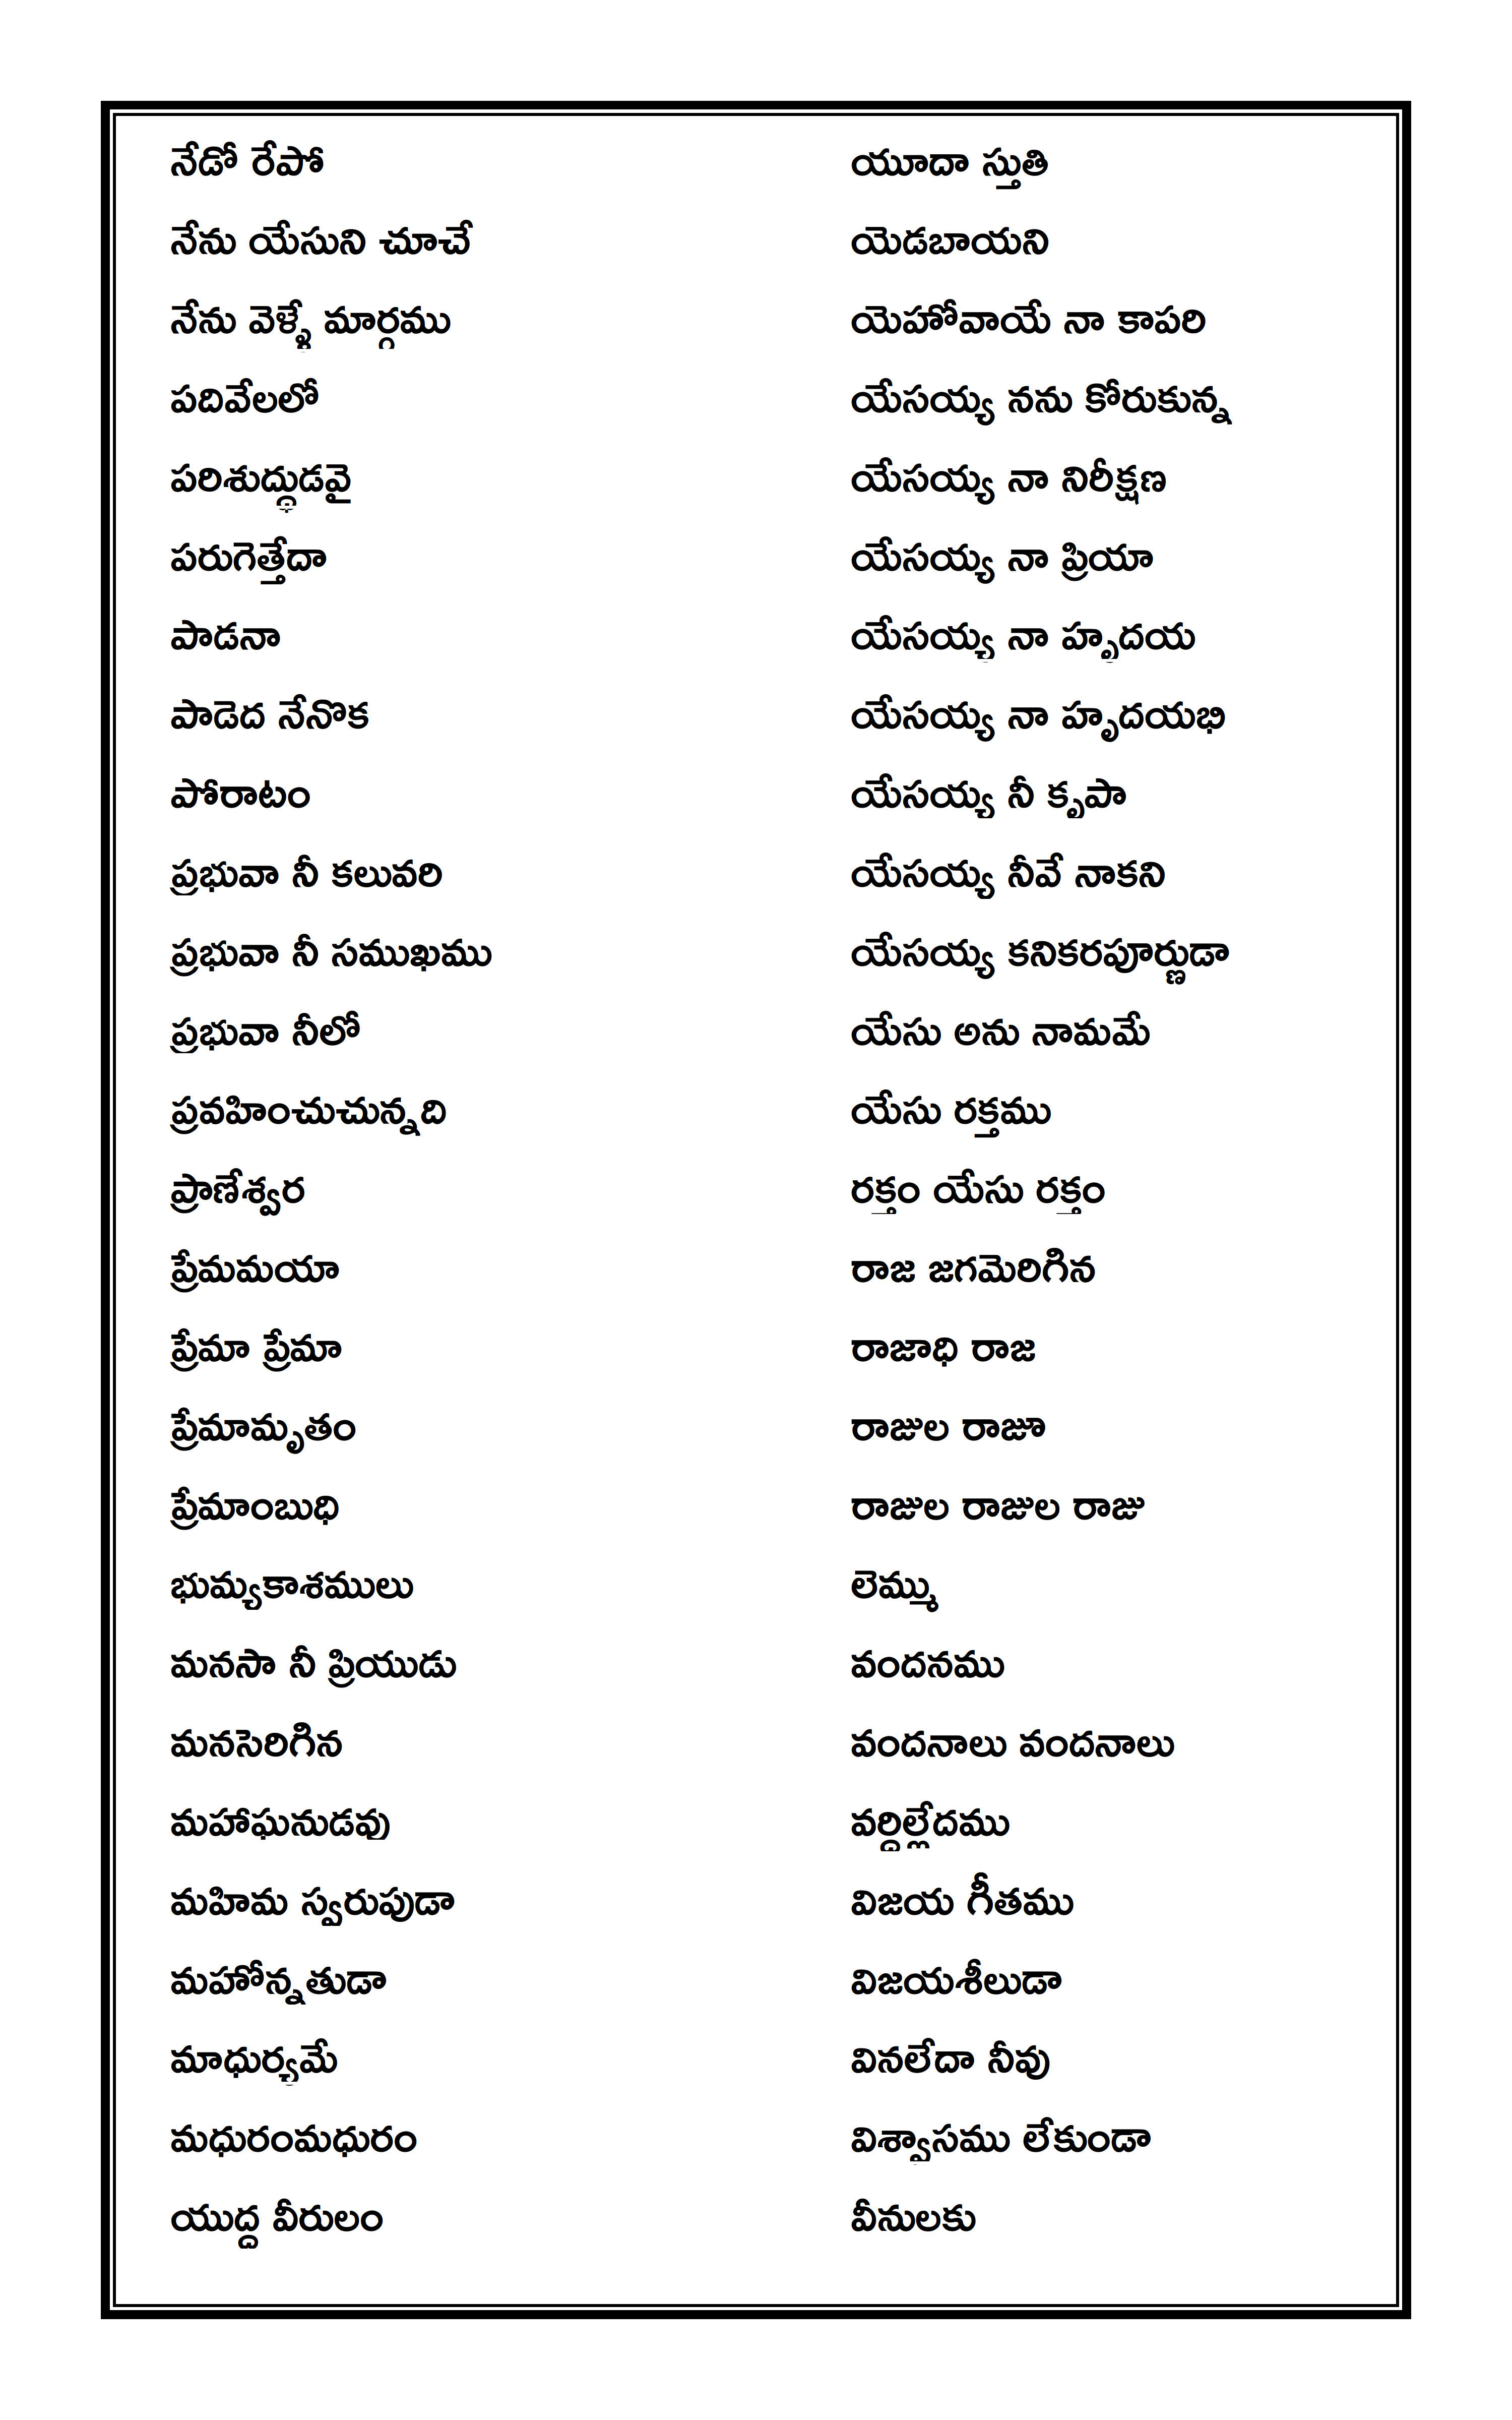 నేడో రేపో
నేను యేసుని చూచే
నేను వెళ్ళే మార్గము
పదివేలలో
పరిశుద్ధుడవై
పరుగెత్తేదా
పాడనా
పాడెద నేనొక
పోరాటం
ప్రభువా నీ కలువరి
ప్రభువా నీ సముఖము
ప్రభువా నీలో
ప్రవహించుచున్నది
ప్రాణేశ్వర
ప్రేమమయా
ప్రేమా ప్రేమా
ప్రేమామృతం
ప్రేమాంబుధి
భుమ్యకాశములు
మనసా నీ ప్రియుడు
మనసెరిగిన
మహాఘనుడవు
మహిమ స్వరుపుడా
మహోన్నతుడా
మాధుర్యమే
మధురంమధురం
యుద్ద వీరులం
యూదా స్తుతి
యెడబాయని
యెహోవాయే నా కాపరి
యేసయ్య నను కోరుకున్న
యేసయ్య నా నిరీక్షణ
యేసయ్య నా ప్రియా
యేసయ్య నా హృదయ
యేసయ్య నా హృదయభి
యేసయ్య నీ కృపా
యేసయ్య నీవే నాకని
యేసయ్య కనికరపూర్ణుడా
యేసు అను నామమే
యేసు రక్తము
రక్తం యేసు రక్తం
రాజ జగమెరిగిన
రాజాధి రాజ
రాజుల రాజూ
రాజుల రాజుల రాజు
లెమ్ము
వందనము
వందనాలు వందనాలు
వర్ధిల్లేదము
విజయ గీతము
విజయశీలుడా
వినలేదా నీవు
విశ్వాసము లేకుండా
వీనులకు